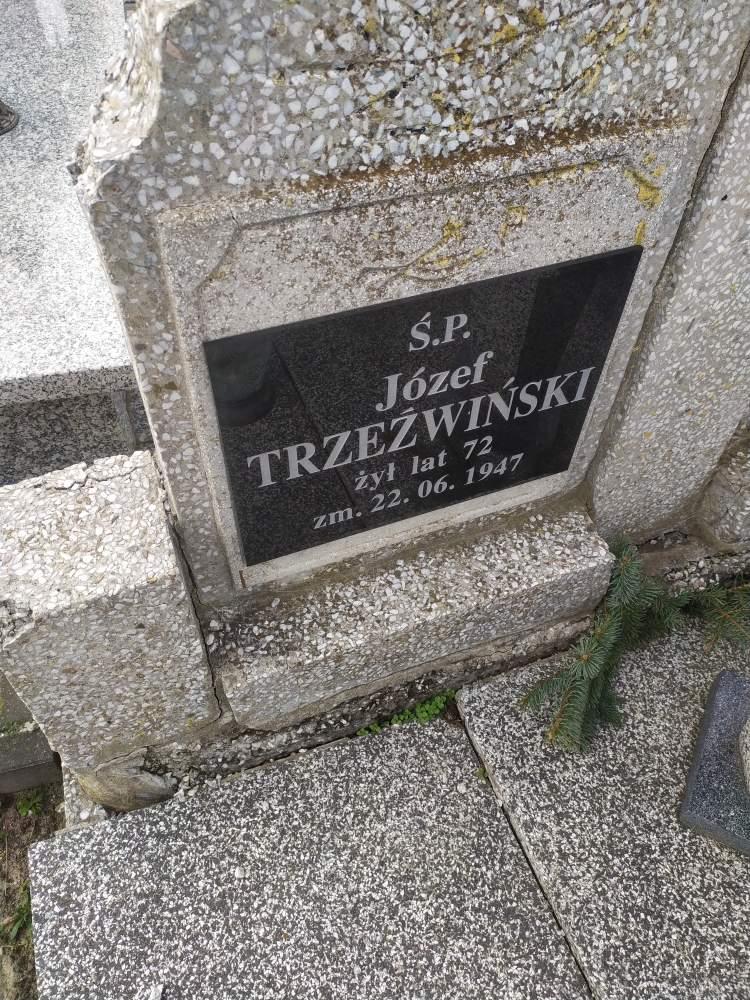 Ś.P.
Józef
TRZEŹWIŃSKI
żył lat 72
zm. 22. 06. 1947